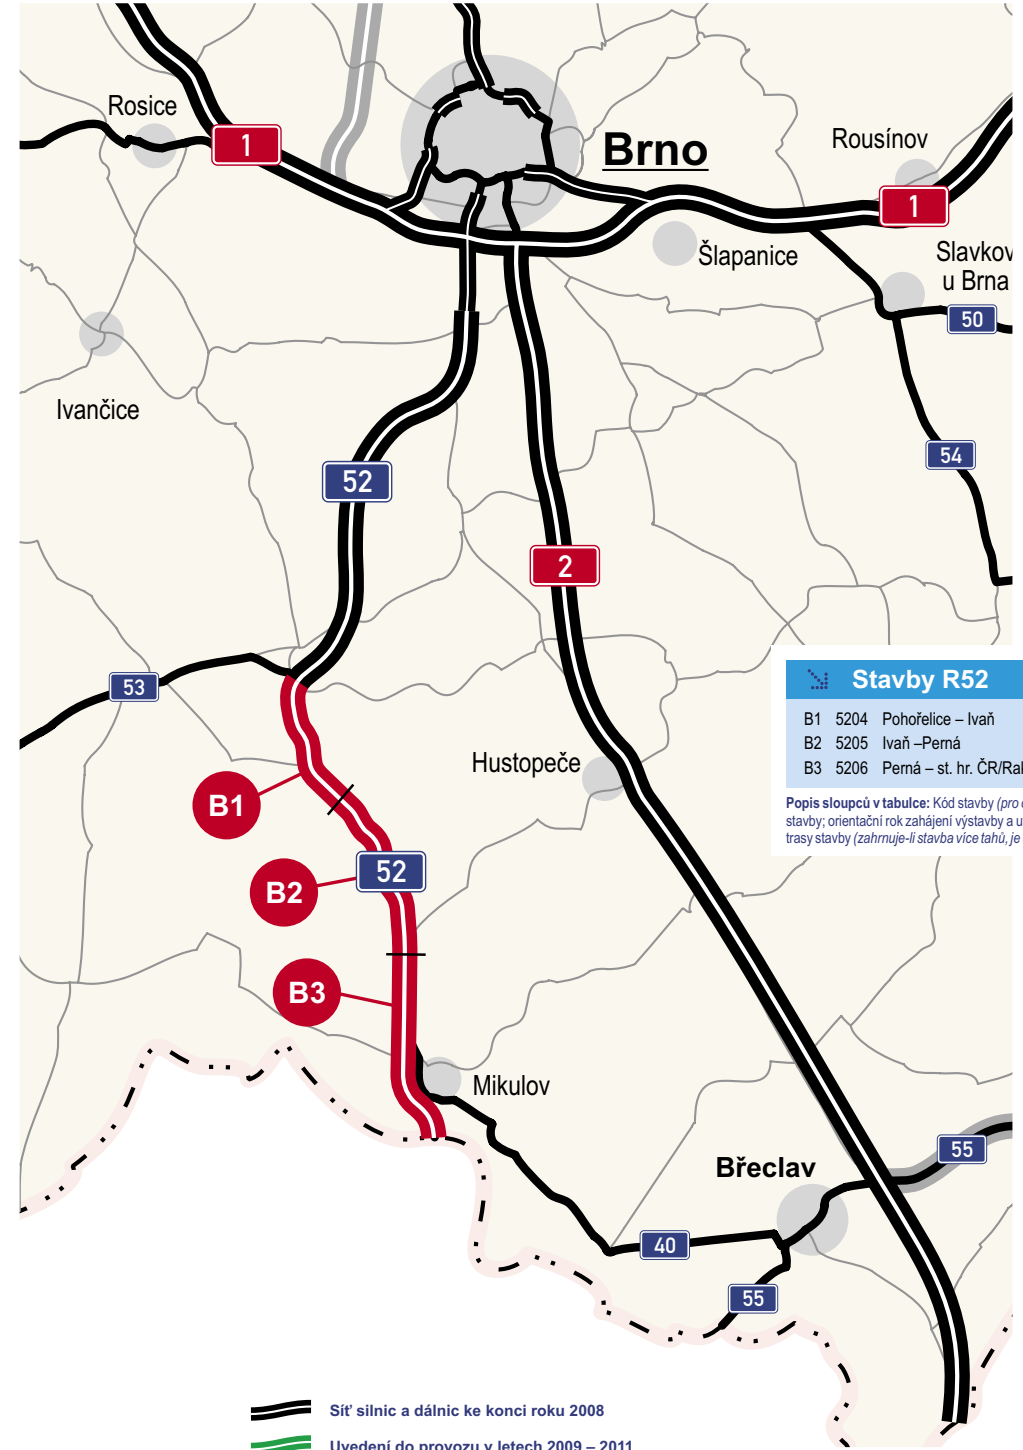 Rosice
1
Brno
Rousínov
1
Šlapanice
Slavkov
u Brna
50
Ivančice
54
52
2
53
Stavby R52
B1 5204 Pohořelice – Ivaň
B2 5205 Ivaň –Perná
B3 5206 Perná – st. hr. ČR/Rak
Popis sloupců v tabulce: Kód stavby (pro
stavby; orientační rok zahájení výstavby a u
trasy stavby (zahrnuje-li stavba více tahů, je
Hustopeče
B1
52
B2
B3
Mikulov
Břeclav
55
40
55
Síť silnic a dálnic ke konci roku 2008
Uvedení do provozu v letech 2009 – 2011